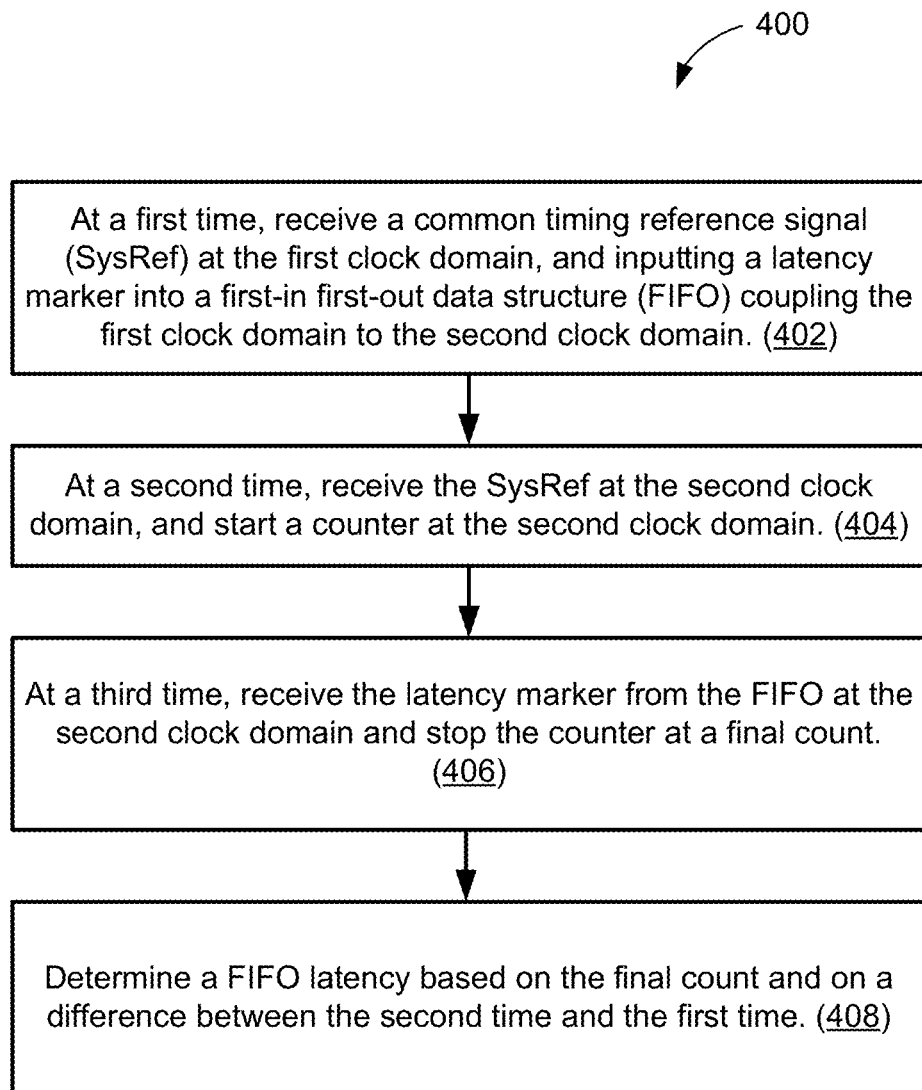 400
At a first time, receive a common timing reference signal
(SysRef) at the first clock domain, and inputting a latency
marker into a first-in first-out data structure (FIFO) coupling the
first clock domain to the second clock domain. (402)
At a second time, receive the SysRef at the second clock
domain, and start a counter at the second clock domain. (404)
At a third time, receive the latency marker from the FIFO at the
second clock domain and stop the counter at a final count.
(406)
Determine a FIFO latency based on the final count and on a
difference between the second time and the first time. (408)